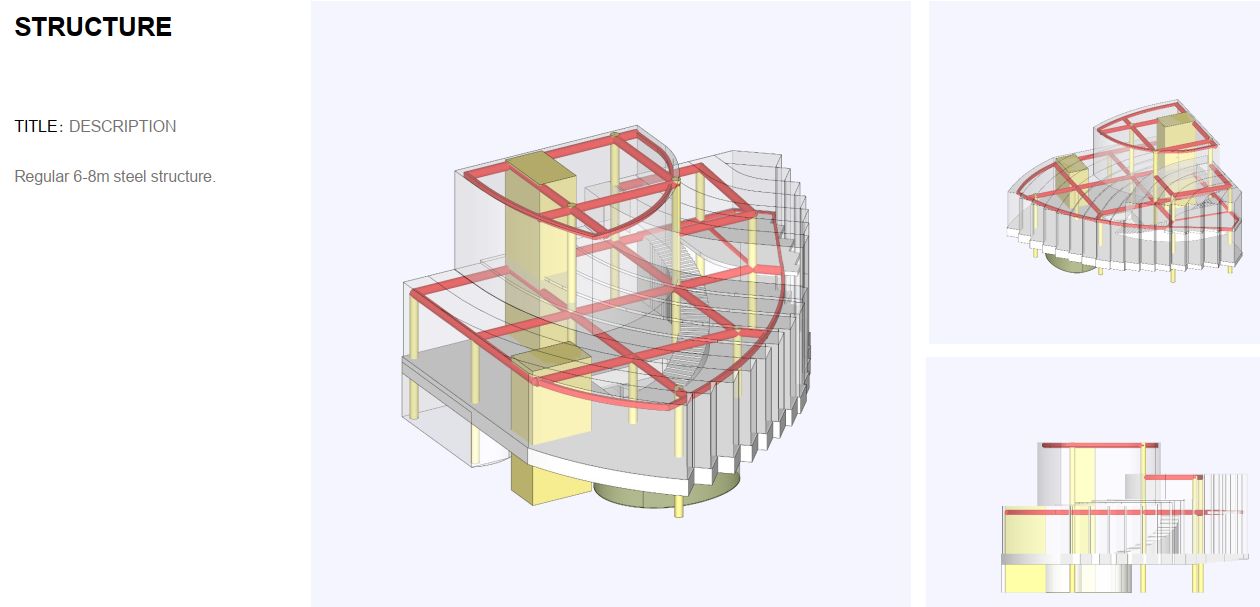 STRUCTURE
TITLE: DESCRIPTION
Regular 6-8m steel structure.